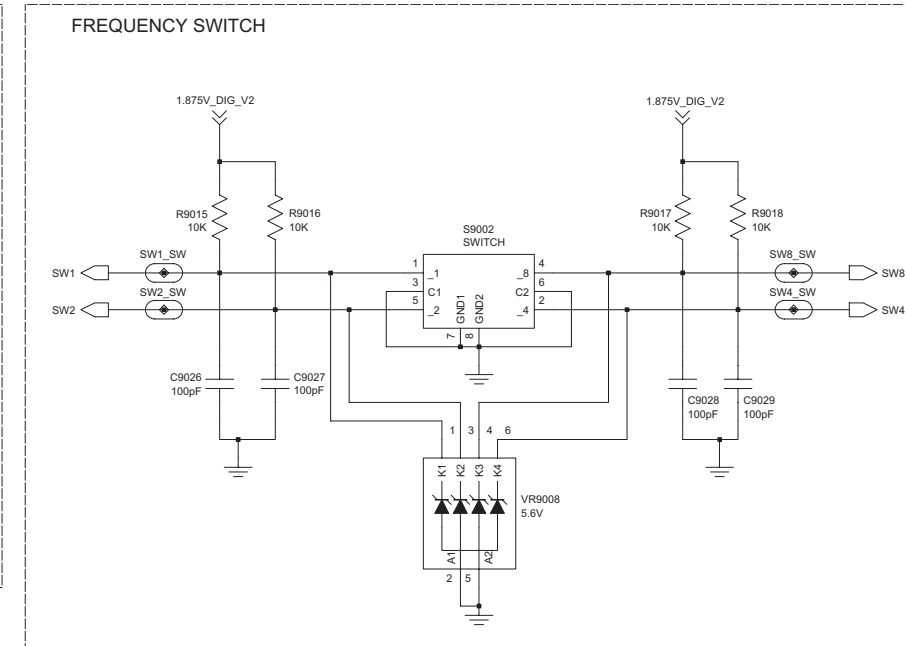 FREQUENCY SWITCH
1.875V_DIG_V2
1.875V_DIG_V2
R9015
10K
R9016
10K
R9017
10K
R9018
10K
S9002
SWITCH
SW1
SW1_SW
1
_1
4
_8
SW8_SW
SW8
3
C1
6
C2
SW2
SW2_SW
5
_2
2
_4
SW4_SW
SW4
GND1
GND2
7
8
C9026
100pF
C9027
100pF
C9028
100pF
C9029
100pF
1
3
4
6
K1
K2
K3
K4
VR9008
5.6V
A1
A2
2
5